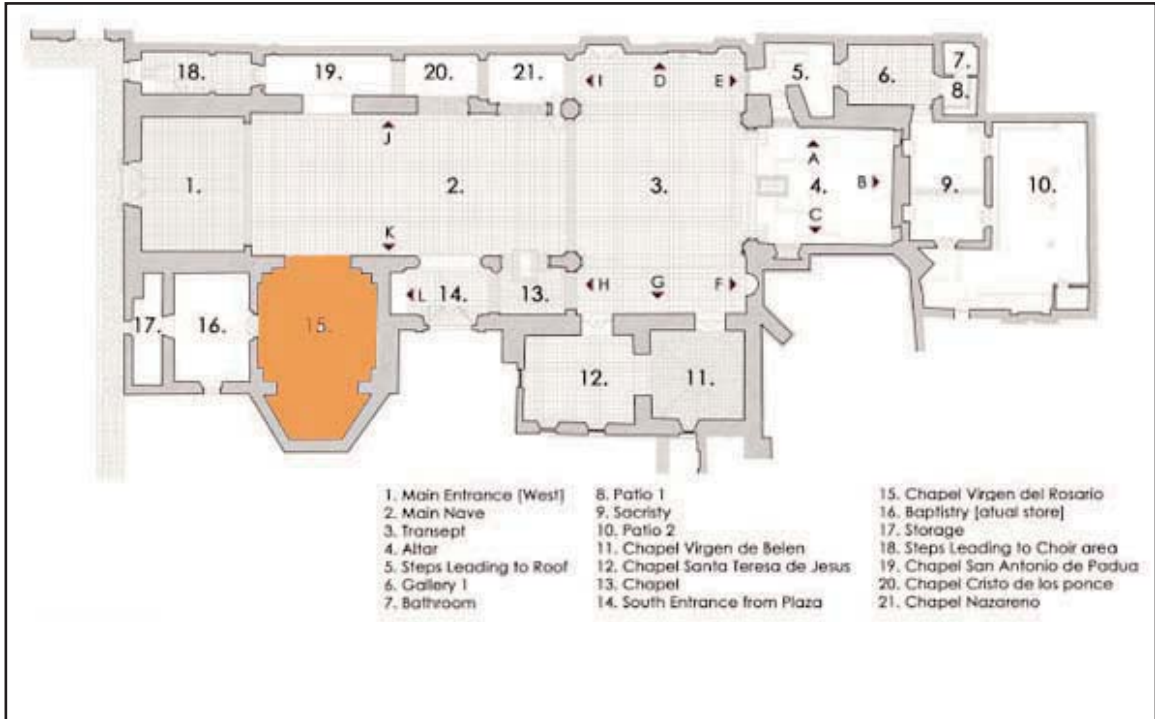 18.
19.
20.
21.
I
D
E
5.
6.
7.
8.
J
A
1.
2.
3.
4.
B
9.
10.
K
C
H
G
F
L
14.
13.
17.
16.
15.
12.
11.
1. Main Entrance [West]
2. Main Nave
3. Transept
4. Altar
5. Steps Leading to Roof
6. Gallery 1
7. Bathroom
8. Patio 1
9. Sacristy
10. Patio 2
11. Chapel Virgen de Belen
12. Chapel Santa Teresa de Jesus
13. Chapel
14. South Entrance from Plaza
15. Chapel Virgen del Rosario
16. Baptistry [atual store]
17. Storage
18. Steps Leading to Choir area
19. Chapel San Antonio de Padua
20. Chapel Cristo de los ponce
21. Chapel Nazareno